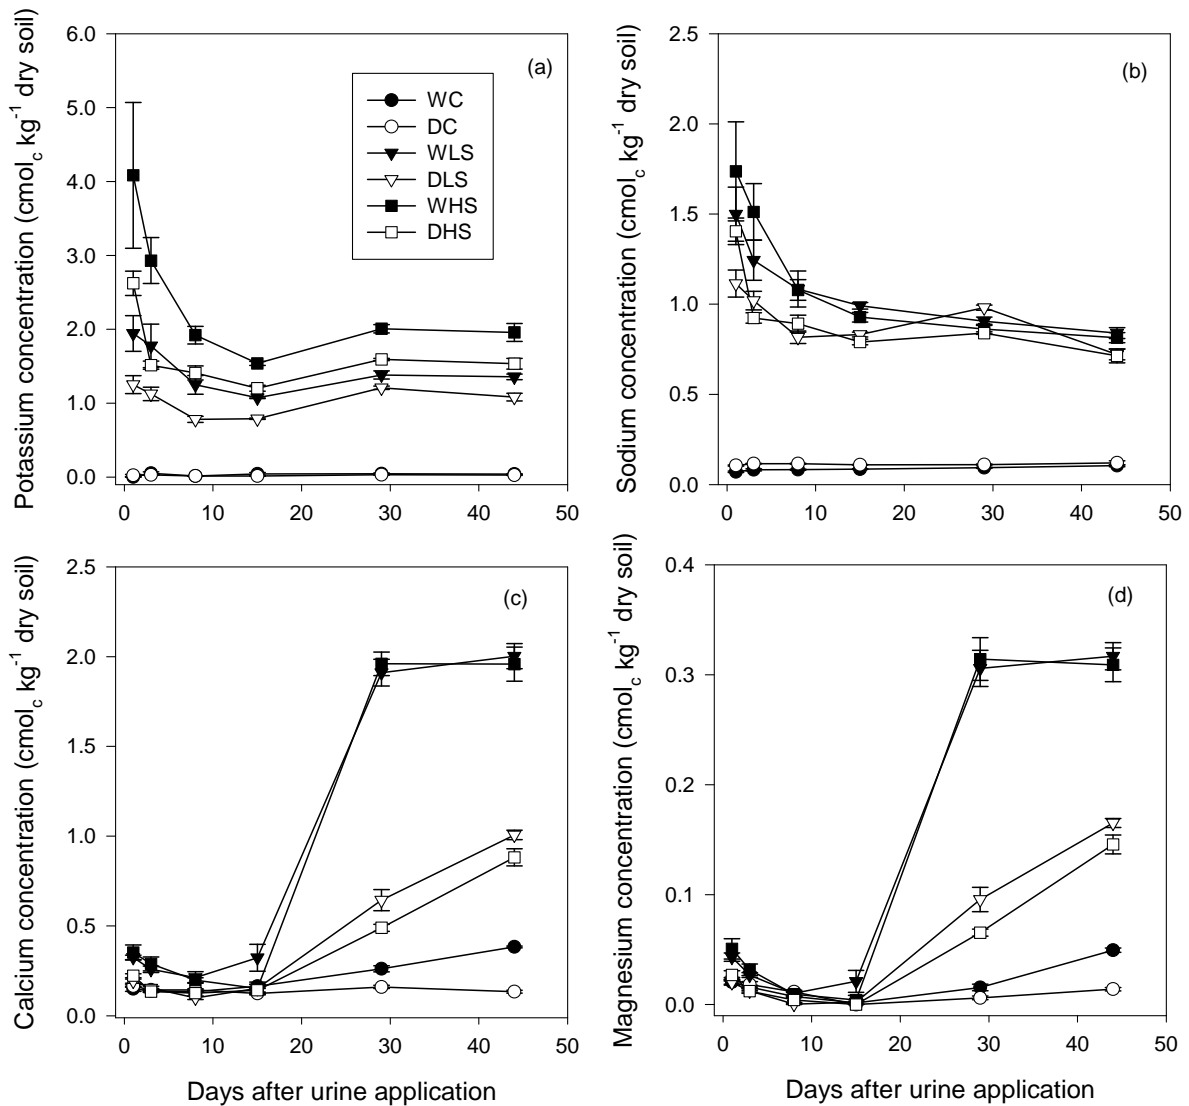 Potassium concentration (cmolc kg-1 dry soil)
6.0
5.0
4.0
3.0
2.0
1.0
0.0
(a)
WC
DC
WLS
DLS
WHS
DHS
0 10 20 30 40 50
Sodium concentration (cmolc kg-1 dry soil)
2.5
2.0
1.5
1.0
0.5
0.0
(b)
0 10 20 30 40 50
Calcium concentration (cmolc kg-1 dry soil)
2.5
2.0
1.5
1.0
0.5
0.0
(c)
0 10 20 30 40 50
Days after urine application
Magnesium concentration (cmolc kg-1 dry soil)
0.4
0.3
0.2
0.1
0.0
(d)
0 10 20 30 40 50
Days after urine application